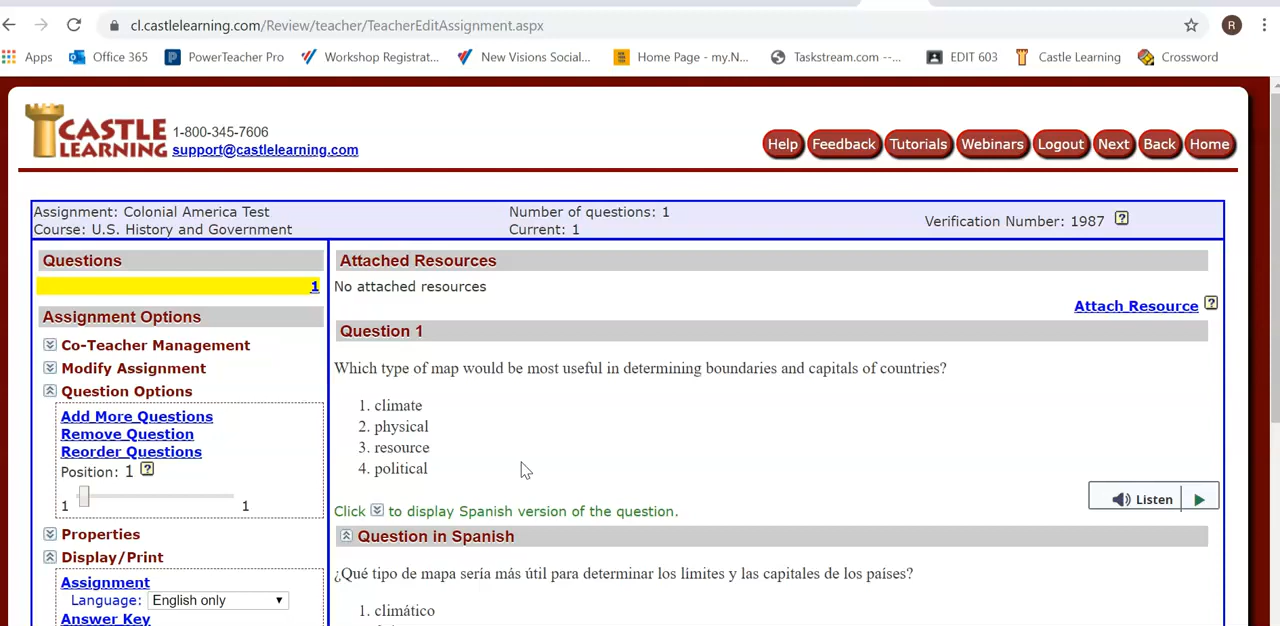 cl.castlelearning.com/Review/teacher/TeacherEditAssignment.aspx
R
Apps Office 365 PowerTeacher Pro Workshop Registrat... New Visions Social... Home Page - my.N... Taskstream.com --... EDIT 603 Castle Learning Crossword
CASTLE LEARNING
1-800-345-7606
support@castlelearning.com
Help Feedback Tutorials Webinars Logout Next Back Home
Assignment: Colonial America Test
Course: U.S. History and Government
Number of questions: 1
Current: 1
Verification Number: 1987 ?
Questions
1
Assignment Options
Co-Teacher Management
Modify Assignment
Question Options
Add More Questions
Remove Question
Reorder Questions
Position: 1 ?
1 1
Properties
Display/Print
Assignment
Language: English only
Answer Key
Attached Resources
No attached resources
Attach Resource ?
Question 1
Which type of map would be most useful in determining boundaries and capitals of countries?
1. climate
2. physical
3. resource
4. political
Listen
Click to display Spanish version of the question.
Question in Spanish
¿Qué tipo de mapa sería más útil para determinar los limites y las capitales de los países?
1. climático